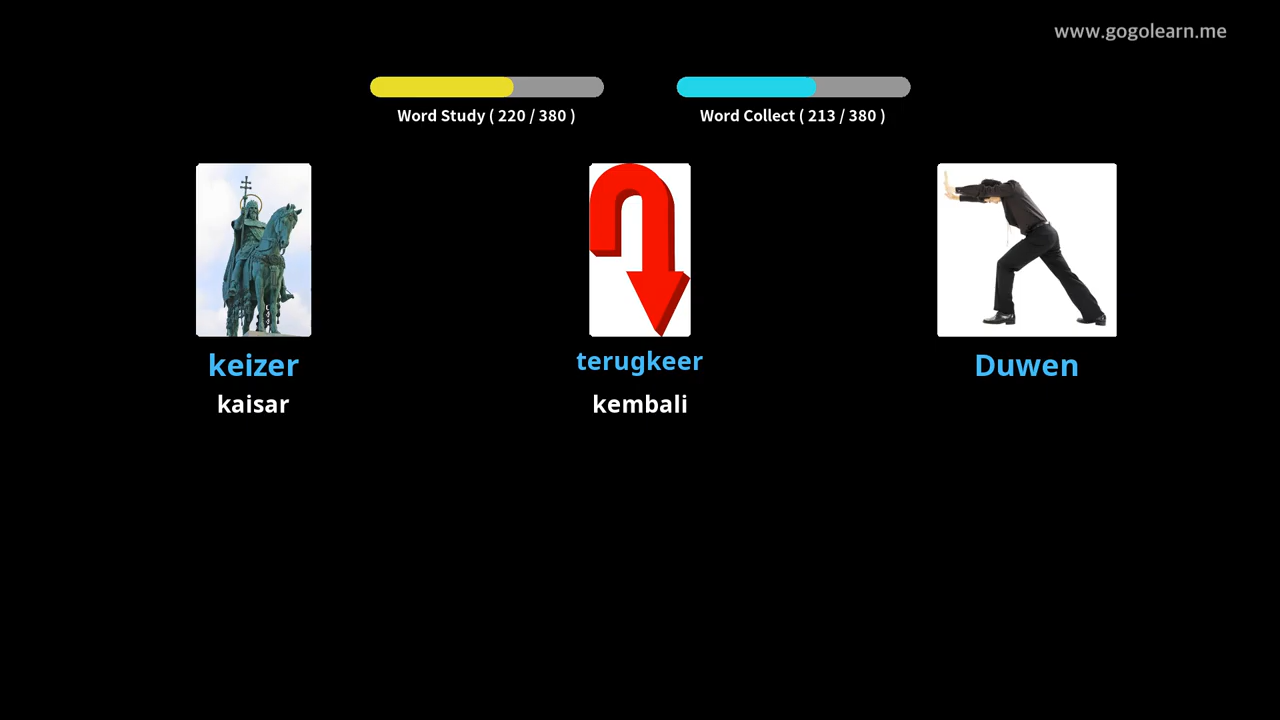 www.gogolearn.me
Word Study ( 220 / 380 )
Word Collect ( 213 / 380 )
keizer
kaisar
terugkeer
kembali
Duwen